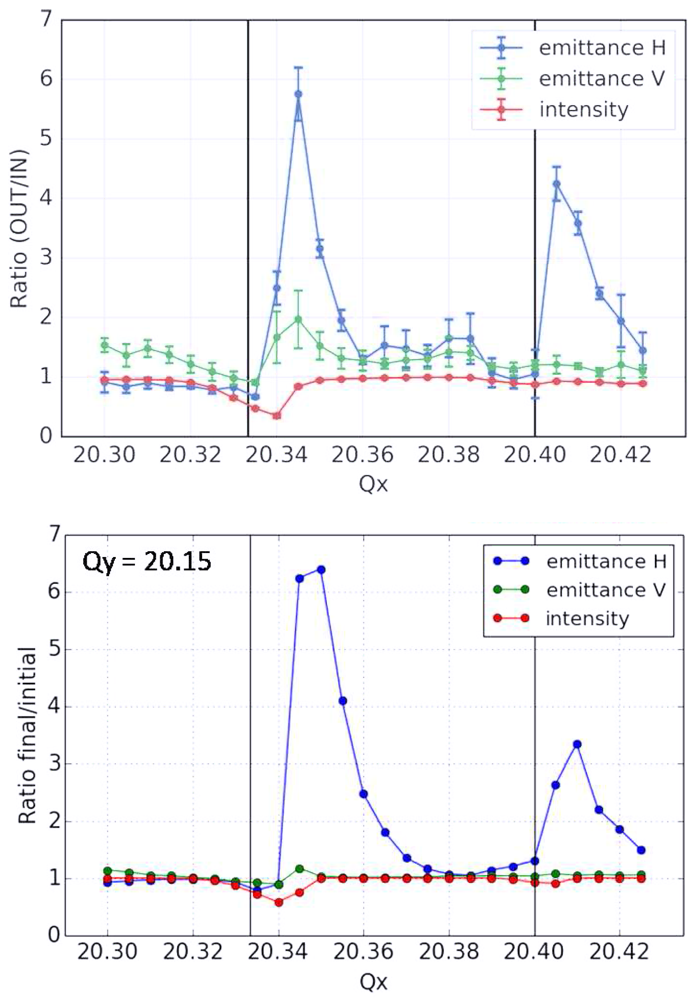 7
6
5
4
3
2
1
0
Ratio (OUT/IN)
emittance H
emittance V
intensity
20.30 20.32 20.34 20.36 20.38 20.40 20.42
Qx
7
6
5
4
3
2
1
0
Ratio final/initial
Qy = 20.15
emittance H
emittance V
intensity
20.30 20.32 20.34 20.36 20.38 20.40 20.42
Qx